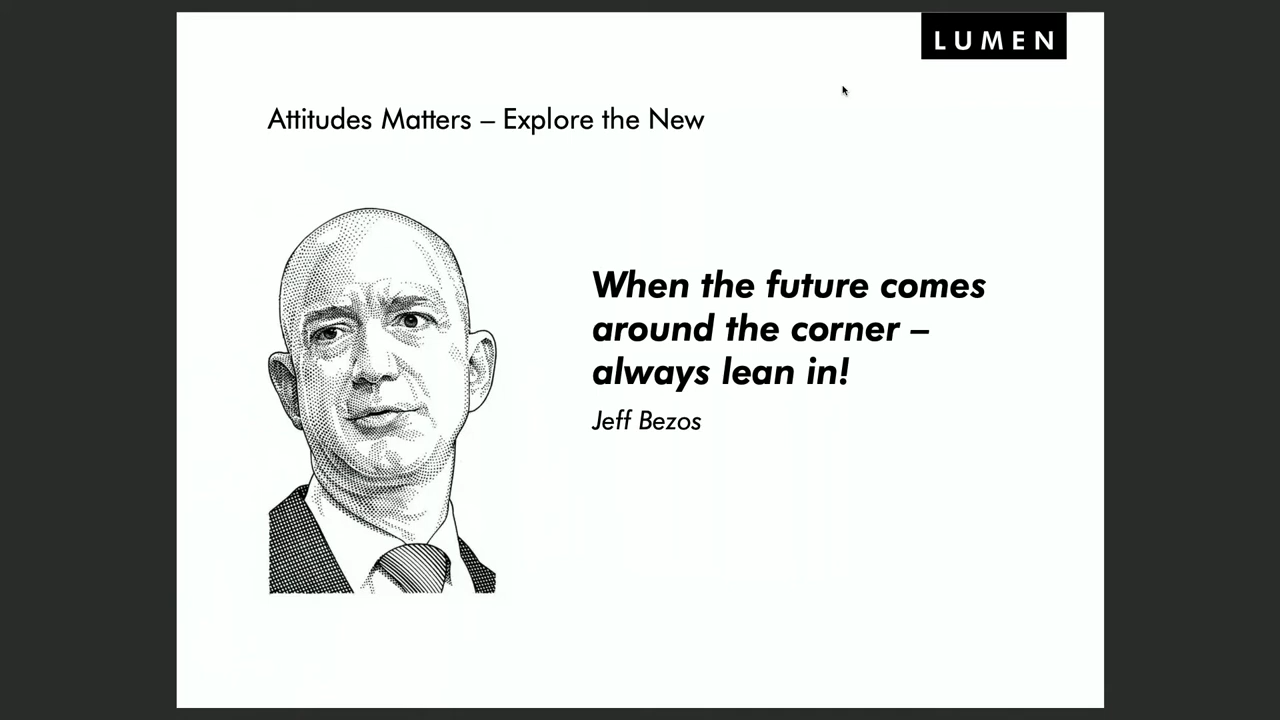 LUMEN
Attitudes Matters – Explore the New
When the future comes
around the corner –
always lean in!
Jeff Bezos